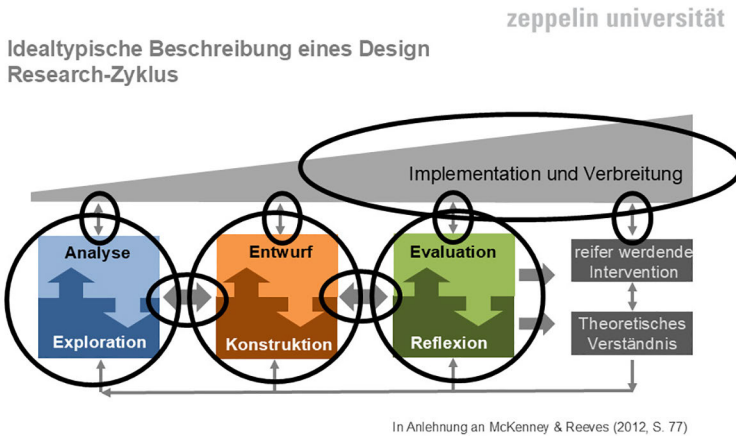 zeppelin universität
Idealtypische Beschreibung eines Design
Research-Zyklus
Implementation und Verbreitung
Analyse
Exploration
Entwurf
Konstruktion
Evaluation
Reflexion
reifer werdende
Intervention
Theoretisches
Verständnis
In Anlehnung an McKenney & Reeves (2012, S. 77)